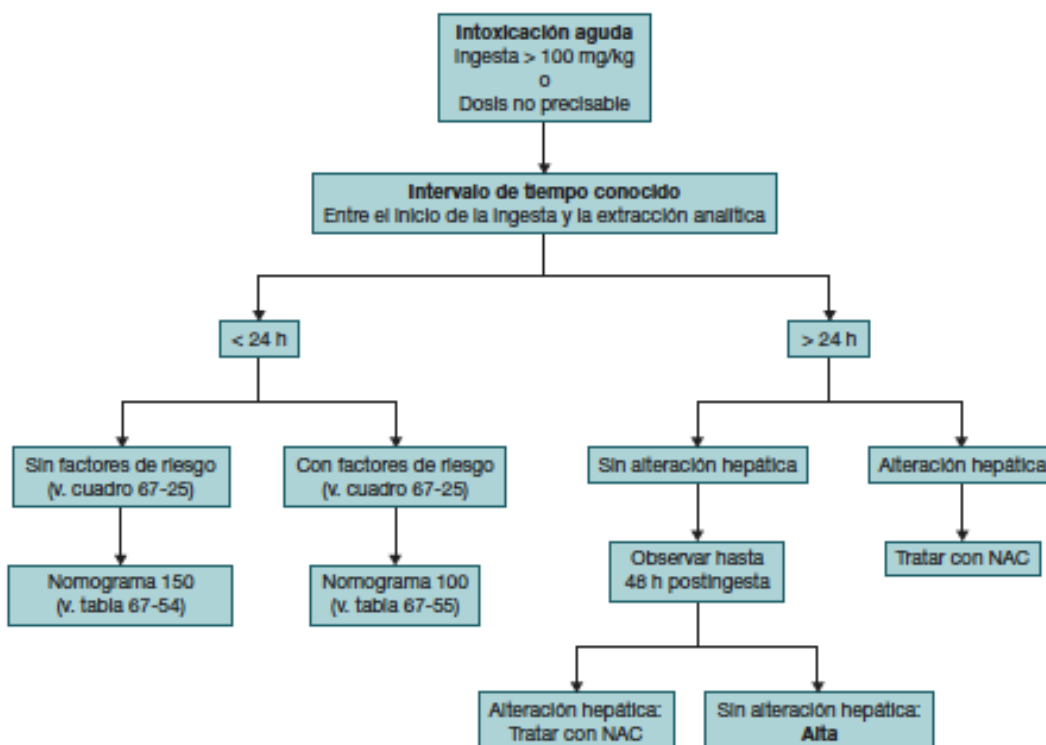 Intoxicación aguda
Ingesta > 100 mg/kg
o
Dosis no precisable
Intervalo de tiempo conocido
Entre el inicio de la ingesta y la extracción analítica
< 24 h
> 24 h
Sin factores de riesgo
(v. cuadro 67-25)
Con factores de riesgo
(v. cuadro 67-25)
Sin alteración hepática
Alteración hepática
Nomograma 150
(v. tabla 67-54)
Nomograma 100
(v. tabla 67-55)
Observar hasta
48 h postingesta
Tratar con NAC
Alteración hepática:
Tratar con NAC
Sin alteración hepática:
Alta